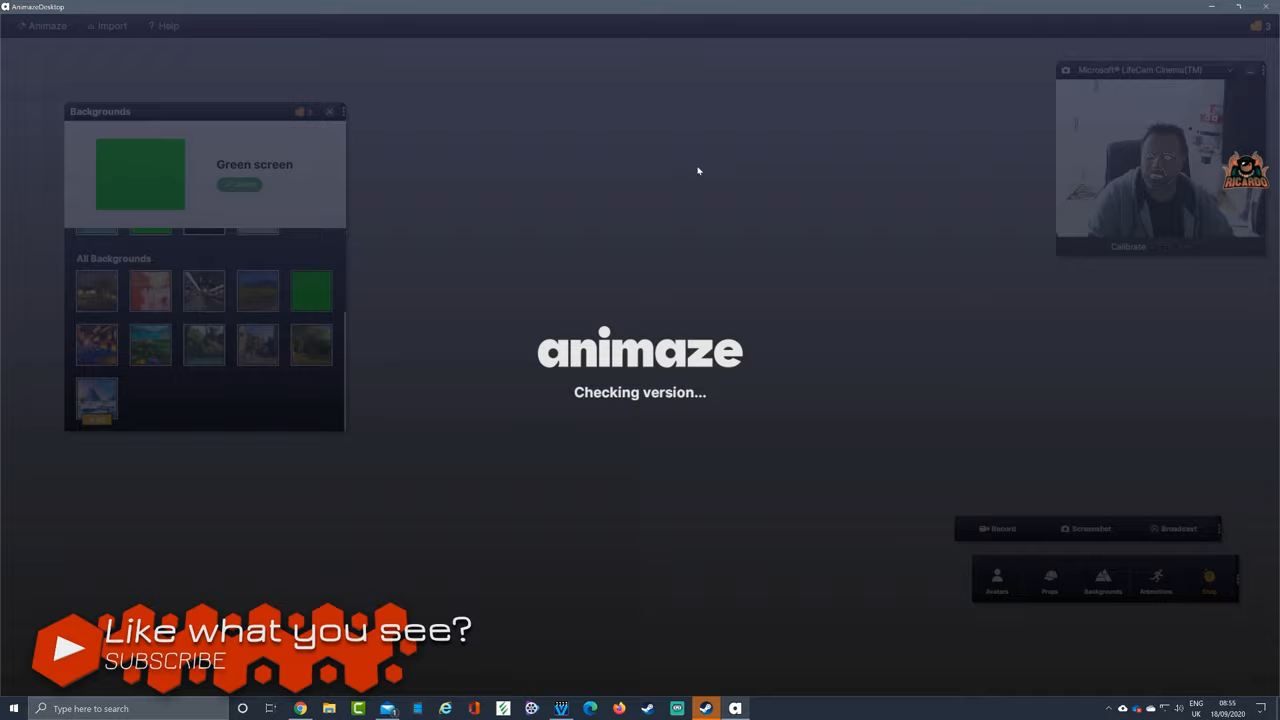 AnimazeDesktop
Animaze
Import
? Help
3
Backgrounds
Green screen
All Backgrounds
Microsoft® LifeCam Cinema(TM)
RICARDO
Calibrate
animaze
Checking version...
Record
Screenshot
Broadcast
Avatars
Props
Backgrounds
Shop
Like what you see?
SUBSCRIBE
Type here to search
ENG
UK
08:55
18/09/2020